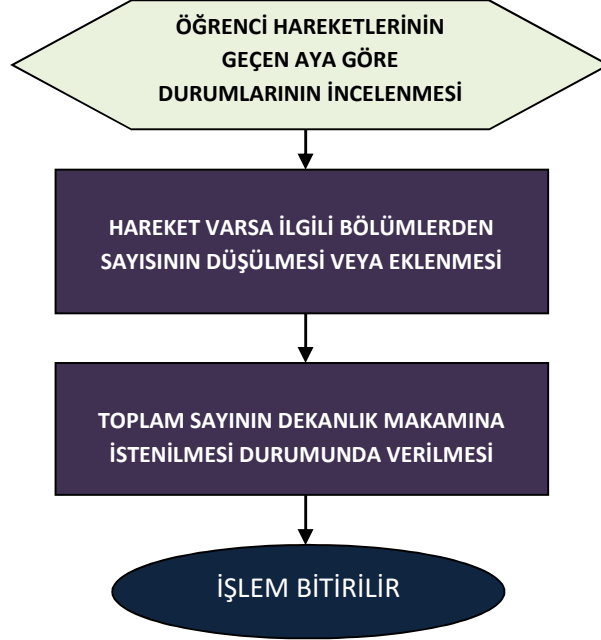 ÖĞRENCİ HAREKETLERİNİN
GEÇEN AYA GÖRE
DURUMLARININ İNCELENMESİ
HAREKET VARSA İLGİLİ BÖLÜMLERDEN
SAYISININ DÜŞÜLMESİ VEYA EKLENMESİ
TOPLAM SAYININ DEKANLIK MAKAMINA
İSTENİLMESİ DURUMUNDA VERİLMESİ
İŞLEM BİTİRİLİR